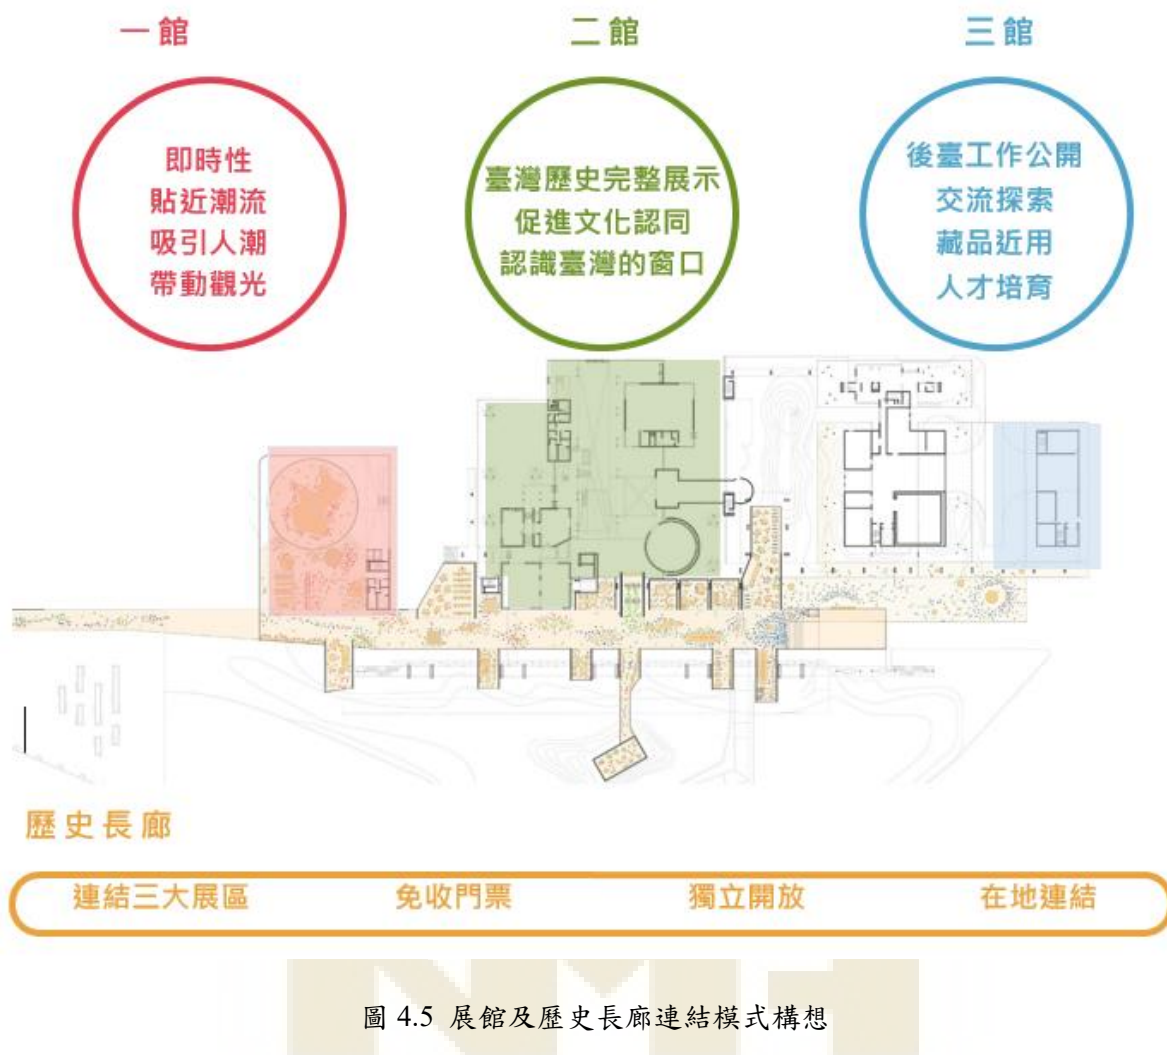 一館
二館
三館
即時性
貼近潮流
吸引人潮
帶動觀光
臺灣歷史完整展示
促進文化認同
認識臺灣的窗口
後臺工作公開
交流探索
藏品近用
人才培育
歷史長廊
連結三大展區
免收門票
獨立開放
在地連結
NMH
圖 4.5 展館及歷史長廊連結模式構想